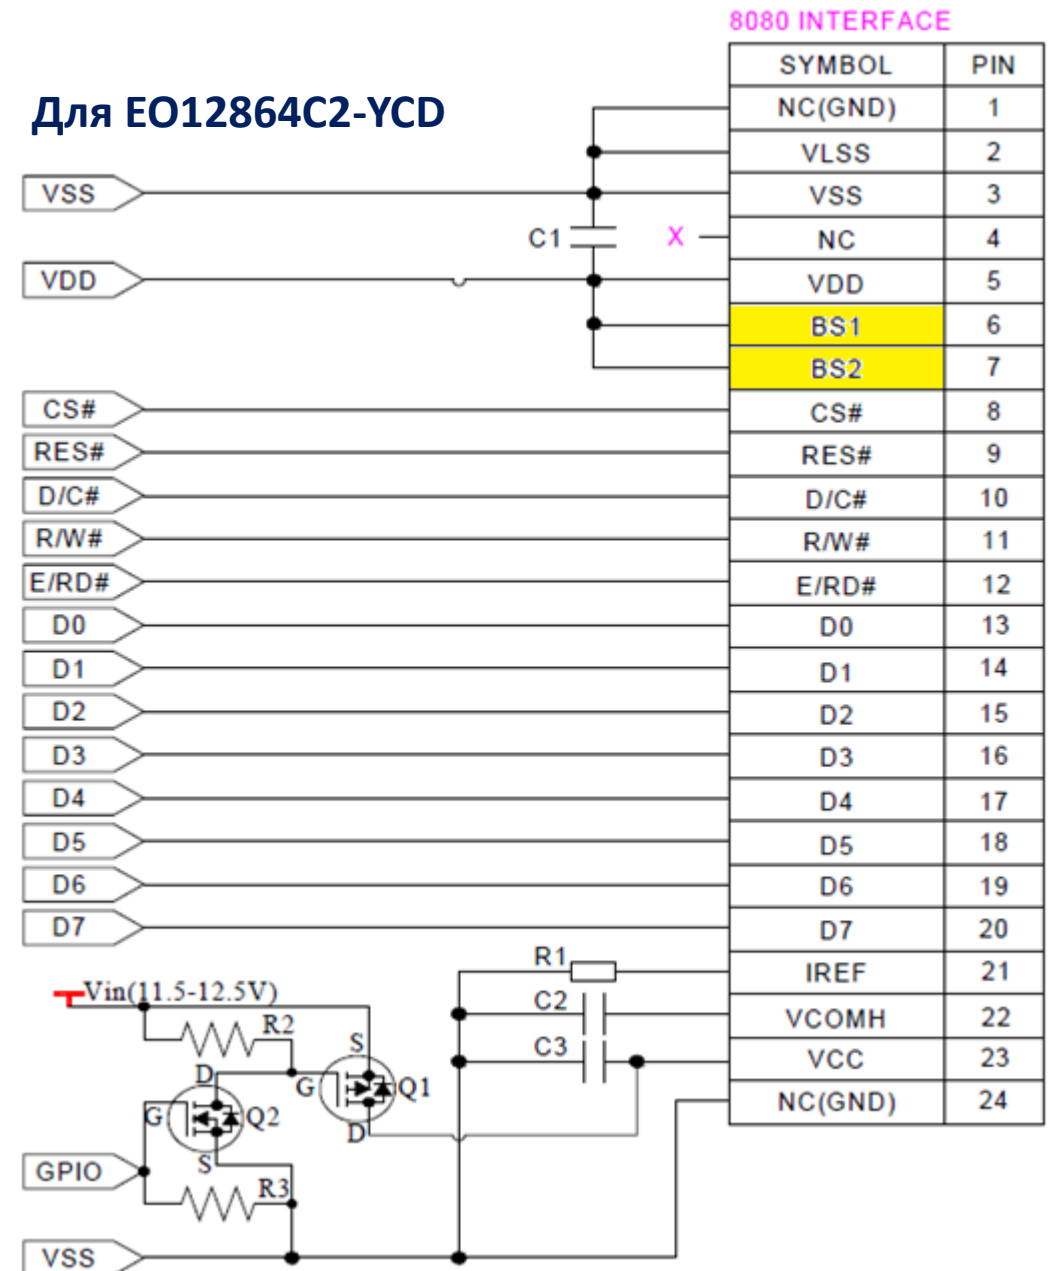 8080 INTERFACE
SYMBOL PIN
Для EO12864C2-YCD
NC(GND) 1
VLSS 2
VSS VSS 3
C1 X NC 4
VDD VDD 5
BS1 6
BS2 7
CS# CS# 8
RES# RES# 9
D/C# D/C# 10
R/W# R/W# 11
E/RD# E/RD# 12
D0 D0 13
D1 D1 14
D2 D2 15
D3 D3 16
D4 D4 17
D5 D5 18
D6 D6 19
D7 D7 20
R1 IREF 21
Vin(11.5-12.5V)
C2 VCOMH 22
R2
S
C3 VCC 23
D G Q1
NC(GND) 24
G Q2
D
S
GPIO
R3
VSS